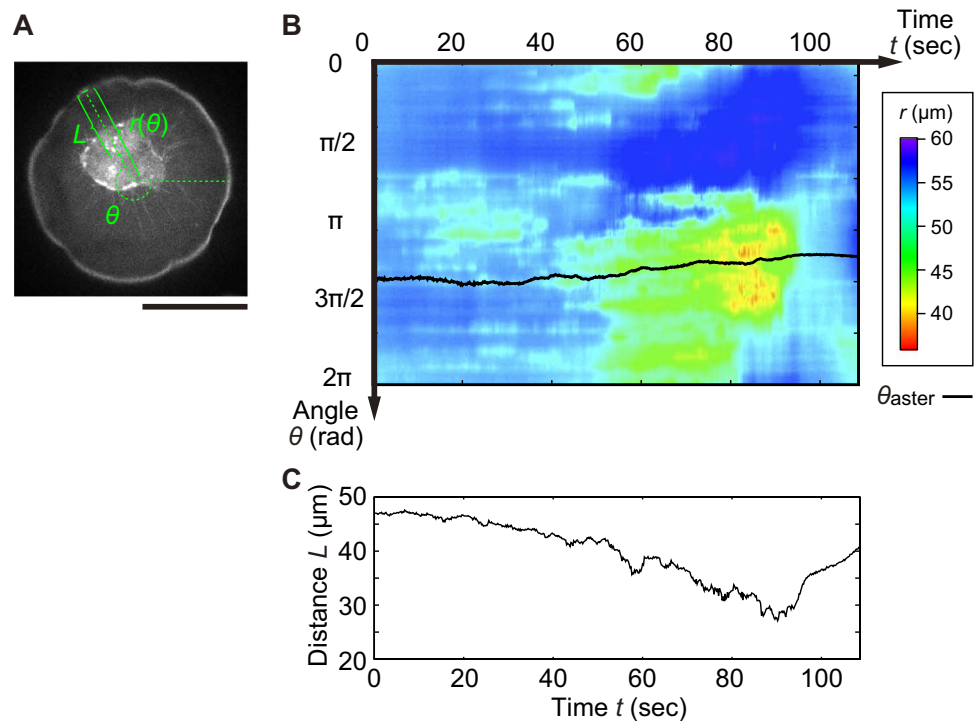 A
L
r(θ)
θ
B
Time
t (sec)
0 20 40 60 80 100
0
π/2
π
3π/2
2π
Angle
θ (rad)
r (μm)
60
55
50
45
40
θaster
C
Distance L (μm)
50
40
30
20
0 20 40 60 80 100
Time t (sec)